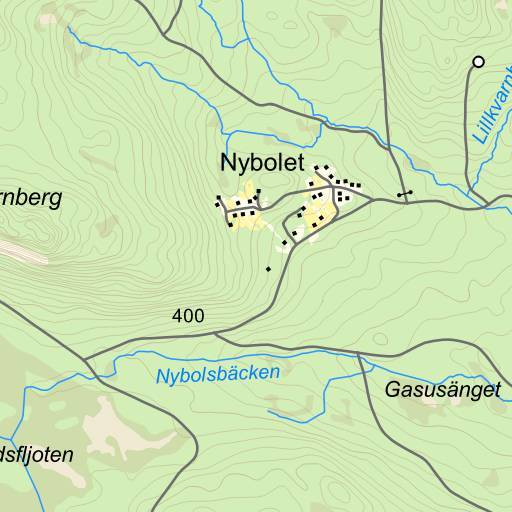 Lillkvarnb
Nybolet
rnberg
400
Nybolsbäcken
Gasusänget
dsfljoten